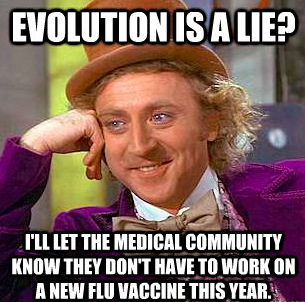 EVOLUTION IS A LIE?
I'LL LET THE MEDICAL COMMUNITY
KNOW THEY DON'T HAVE TO WORK ON
A NEW FLU VACCINE THIS YEAR.